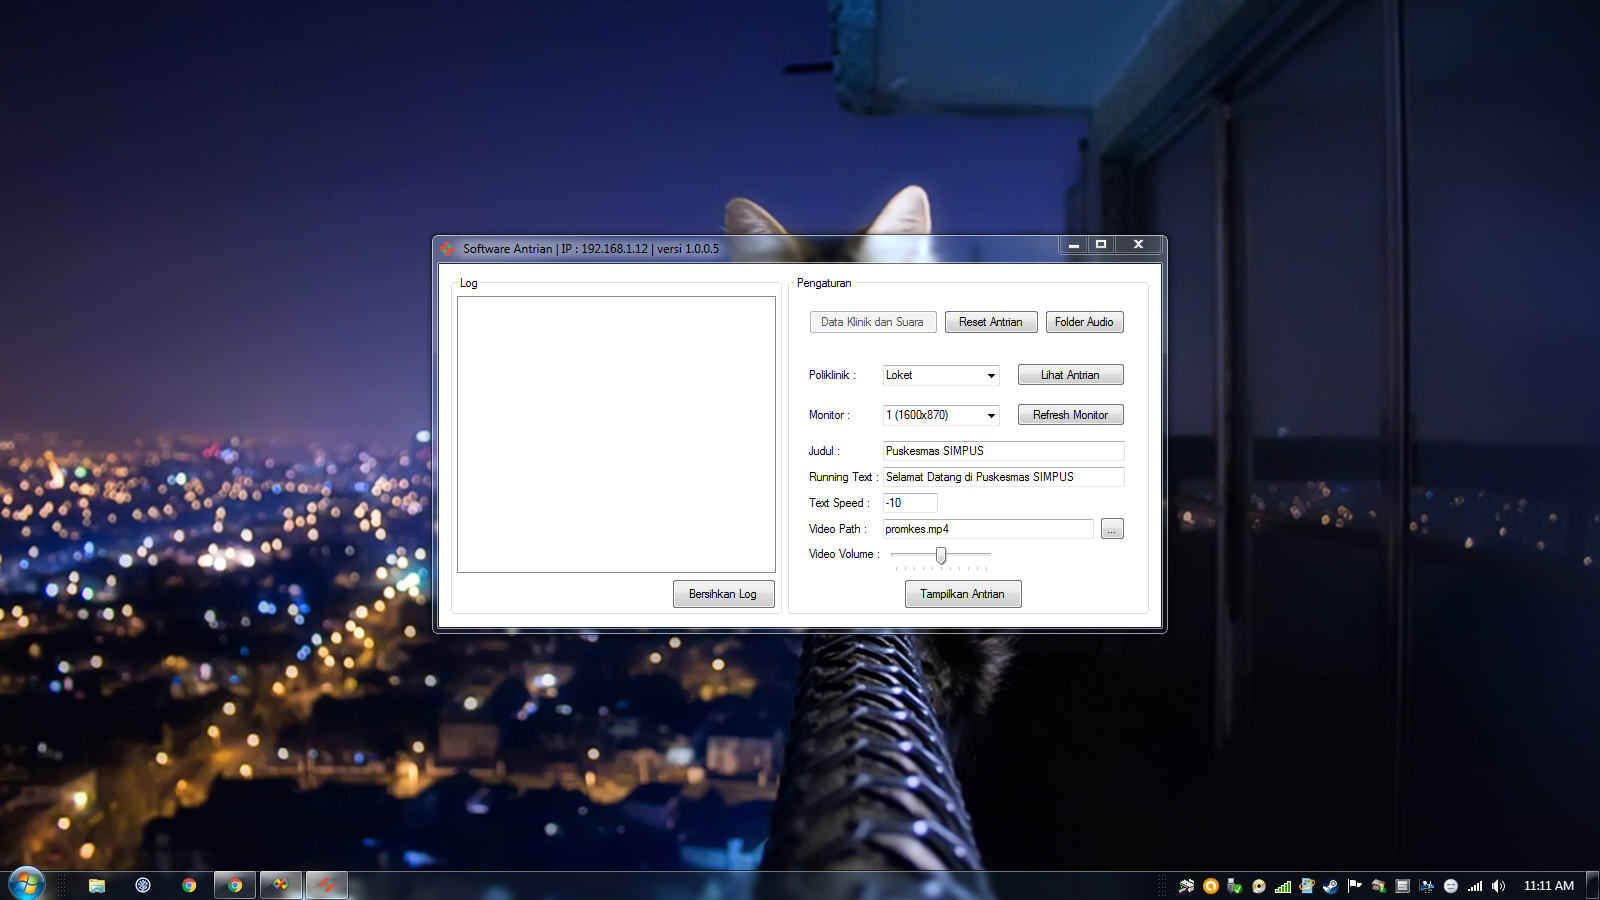 Software Antrian | IP : 192.168.1.12 | versi 1.0.0.5
Log
Bersihkan Log
Pengaturan
Data Klinik dan Suara Reset Antrian Folder Audio
Poliklinik : Loket Lihat Antrian
Monitor : 1 (1600x870) Refresh Monitor
Judul : Puskesmas SIMPUS
Running Text : Selamat Datang di Puskesmas SIMPUS
Text Speed : -10
Video Path : promkes.mp4 ...
Video Volume :
Tampilkan Antrian
11:11 AM